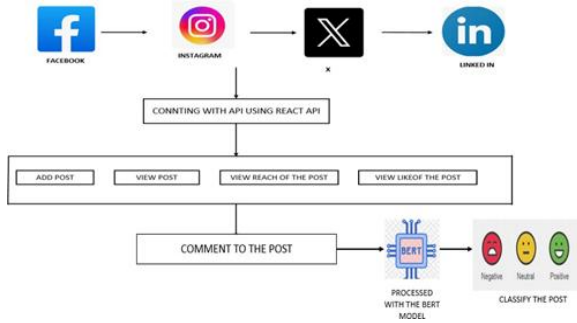 in
FACEBOOK
INSTAGRAM
X
LINKED IN
CONNTING WITH API USING REACT API
ADD POST
VIEW POST
VIEW REACH OF THE POST
VIEW LIKEOF THE POST
COMMENT TO THE POST
BERT
Negative
Neutral
Positive
PROCESSED
WITH THE BERT
MODEL
CLASSIFY THE POST